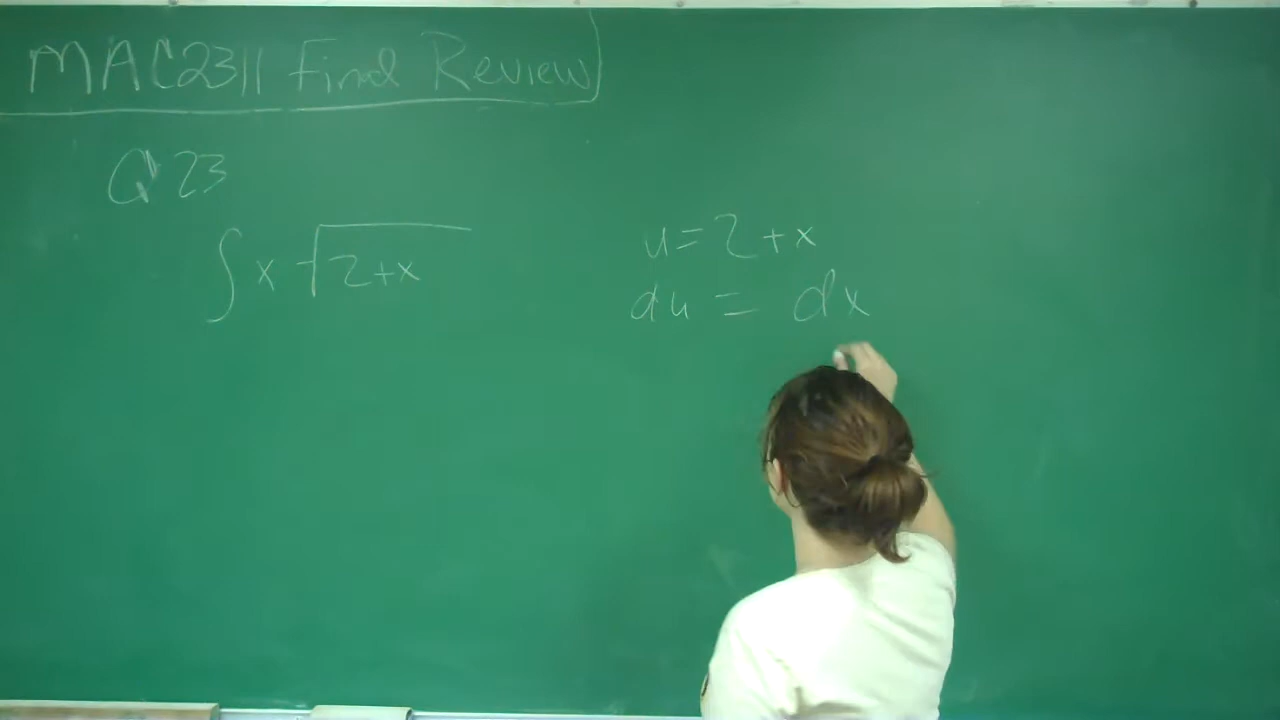 MAC2311 Final Review
Q 23
∫ x √2+x
u = 2 + x
du = dx